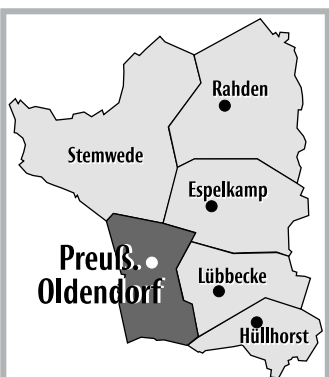 Rahden
Stemwede
Espelkamp
Preuß.
Oldendorf
Lübbecke
Hüllhorst